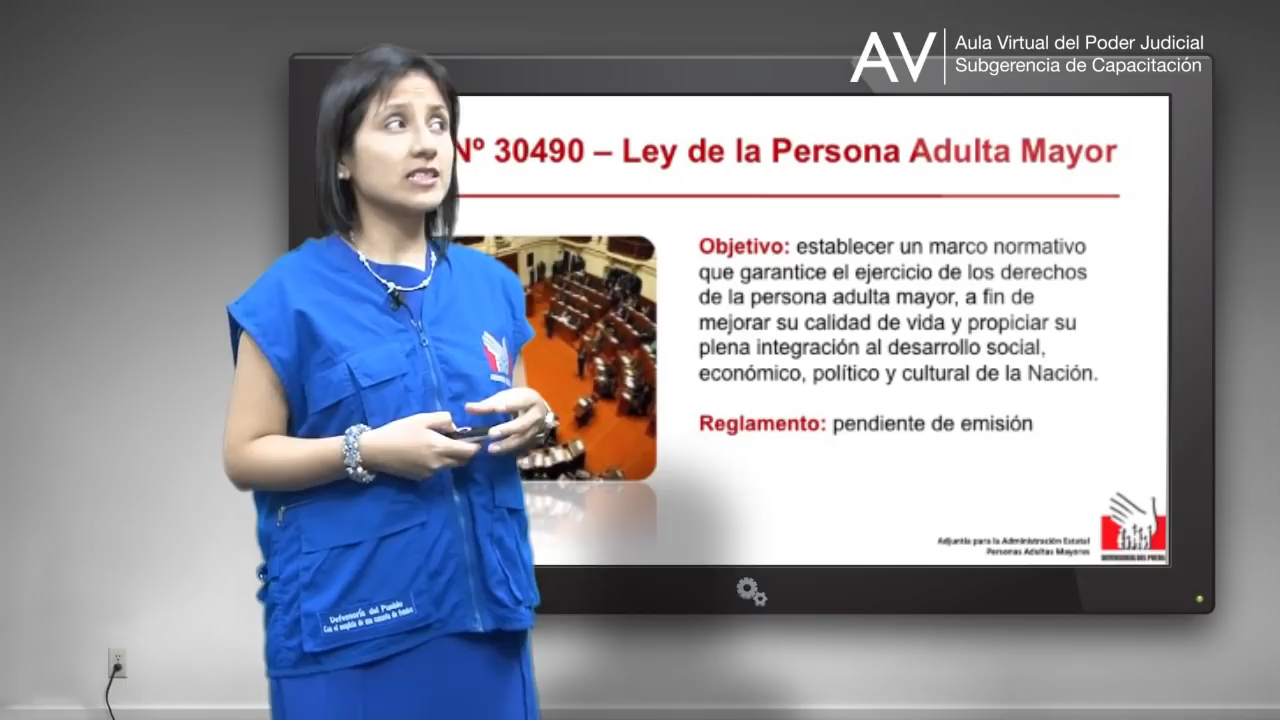 AV
Aula Virtual del Poder Judicial
Subgerencia de Capacitación
Nº 30490 – Ley de la Persona Adulta Mayor
Objetivo: establecer un marco normativo
que garantice el ejercicio de los derechos
de la persona adulta mayor, a fin de
mejorar su calidad de vida y propiciar su
plena integración al desarrollo social,
económico, político y cultural de la Nación.
Reglamento: pendiente de emisión
Adjuntía para la Administración Estatal
Personas Adultas Mayores
DEFENSORIA DEL PUEBLO
Defensoría del Pueblo